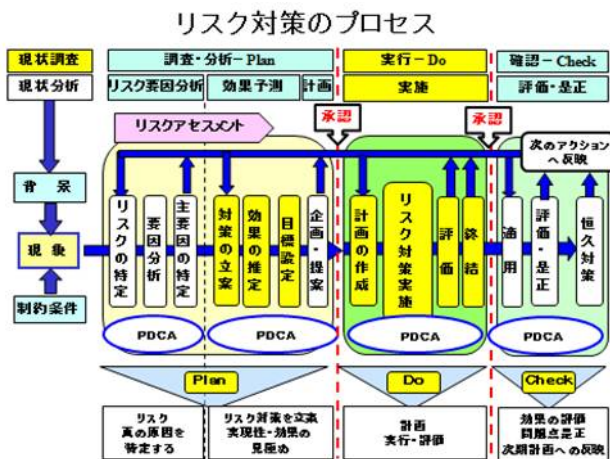 リスク対策のプロセス
現状調査
調査・分析－Plan
実行－Do
確認－Check
現状分析
リスク要因分析
効果予測
計画
実施
評価・是正
リスクアセスメント
承認
承認
次のアクション
へ反映
背景
現象
制約条件
リスクの特定
要因分析
主要因の特定
対策の立案
効果の推定
目標設定
企画・提案
計画の作成
リスク対策実施
評価
終結
適用
評価・是正
恒久対策
PDCA
PDCA
PDCA
PDCA
Plan
Do
Check
リスク
真の原因を
特定する
リスク対策を立案
実現性・効果の
見極め
計画
実行・評価
効果の評価
問題点是正
次期計画への反映